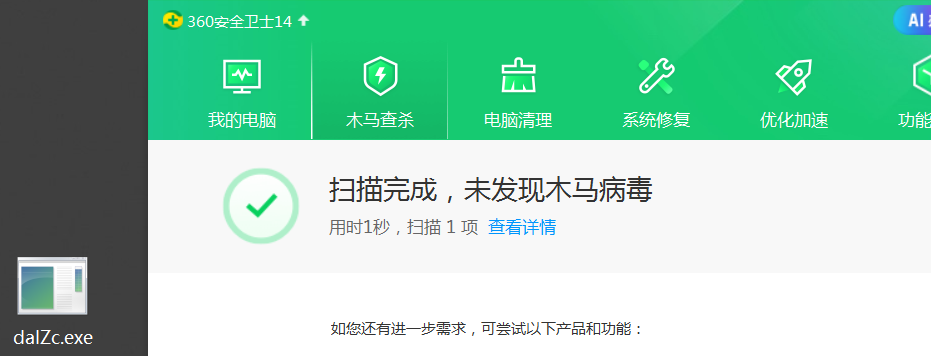 360安全卫士14
AI
我的电脑 木马查杀 电脑清理 系统修复 优化加速 功能
扫描完成，未发现木马病毒
用时1秒，扫描 1 项 查看详情
dalZc.exe
如您还有进一步需求，可尝试以下产品和功能：